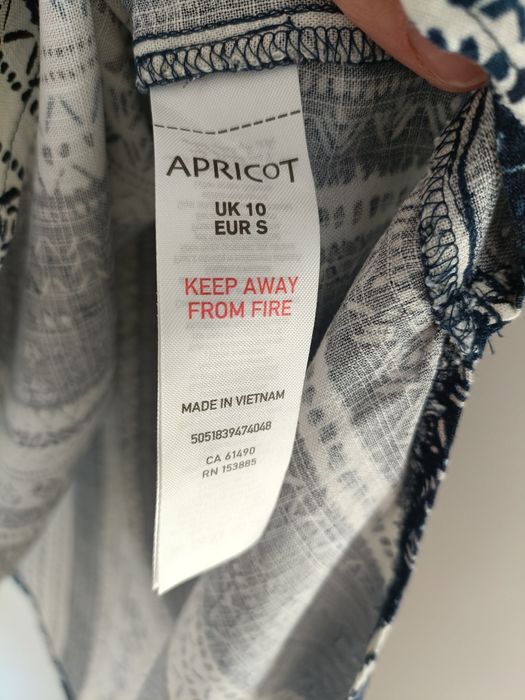 APRICOT
UK 10
EUR S
KEEP AWAY
FROM FIRE
MADE IN VIETNAM
5051839474048
CA 61490
RN 153885